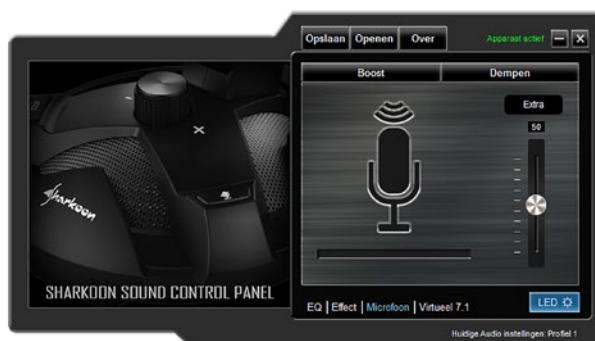 Opslaan Openen Over Apparaat actief
Boost Dempen
Extra
50
Sharkoon
SHARKOON SOUND CONTROL PANEL
EQ | Effect | Microfoon | Virtueel 7.1
LED
Huidige Audio instellingen: Profiel 1